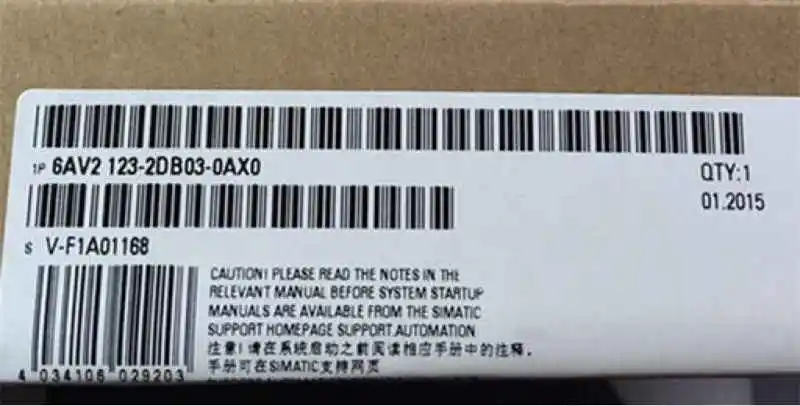 1P 6AV2 123-2DB03-0AX0
QTY:1
01.2015
S V-F1A01168
CAUTION! PLEASE READ THE NOTES IN THE
RELEVANT MANUAL BEFORE SYSTEM STARTUP
MANUALS ARE AVAILABLE FROM THE SIMATIC
SUPPORT HOMEPAGE SUPPORT.AUTOMATION
注意!请在系统启动之前阅读相应手册中的注释。
手册可在SIMATIC支持网页
4 034106 029203